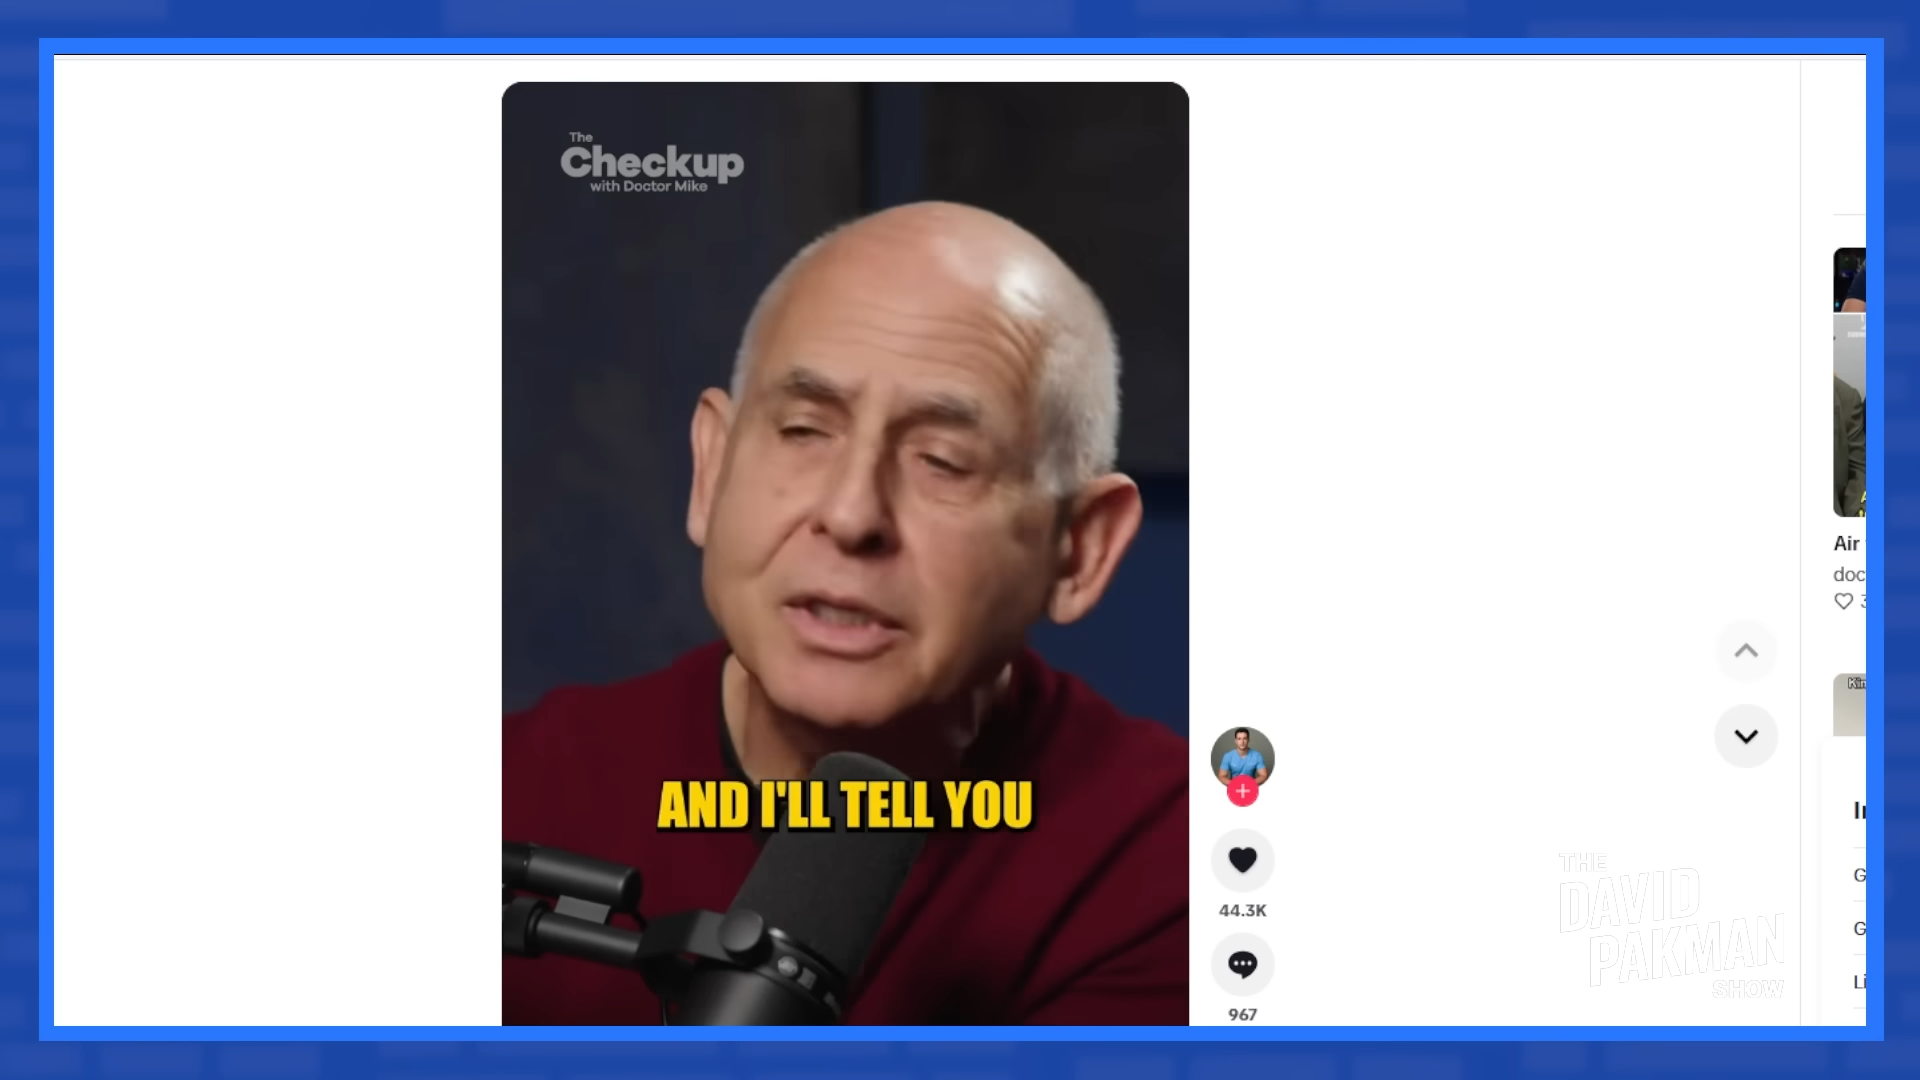 The
Checkup
with Doctor Mike
AND I'LL TELL YOU
44.3K
967
Air
doc
THE
DAVID
PAKMAN
SHOW